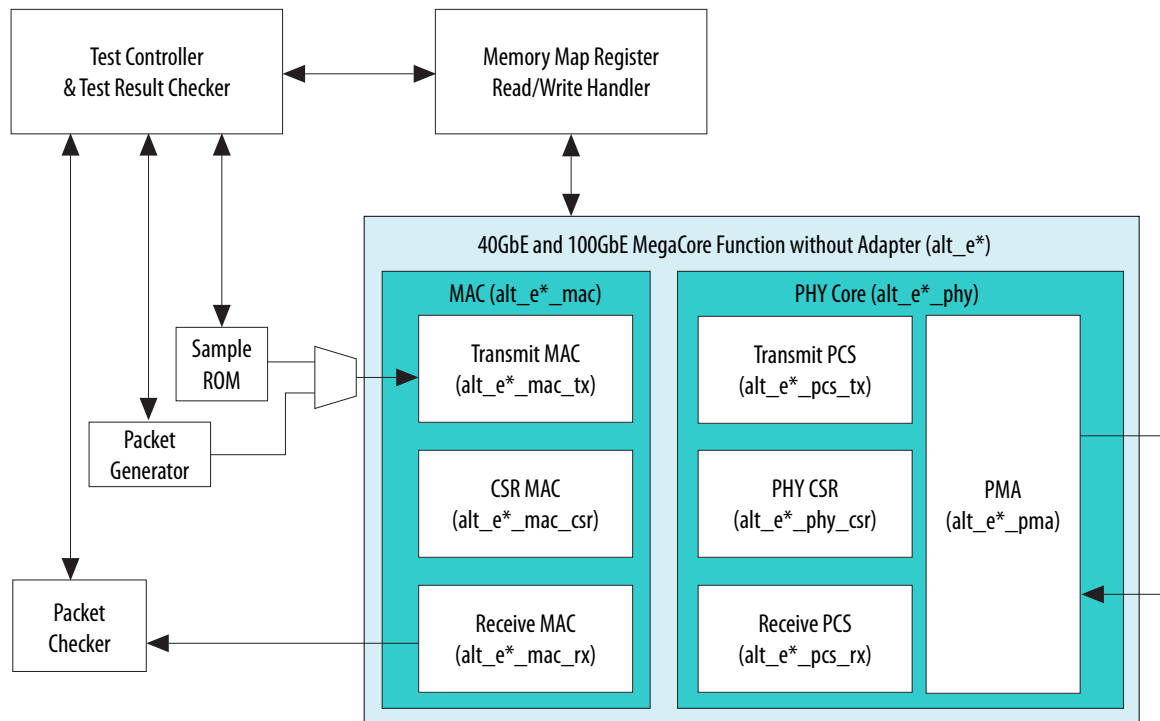 Test Controller
& Test Result Checker
Memory Map Register
Read/Write Handler
40GbE and 100GbE MegaCore Function without Adapter (alt_e*)
MAC (alt_e*_mac)
PHY Core (alt_e*_phy)
Sample
ROM
Transmit MAC
(alt_e*_mac_tx)
Transmit PCS
(alt_e*_pcs_tx)
Packet
Generator
CSR MAC
(alt_e*_mac_csr)
PHY CSR
(alt_e*_phy_csr)
PMA
(alt_e*_pma)
Packet
Checker
Receive MAC
(alt_e*_mac_rx)
Receive PCS
(alt_e*_pcs_rx)